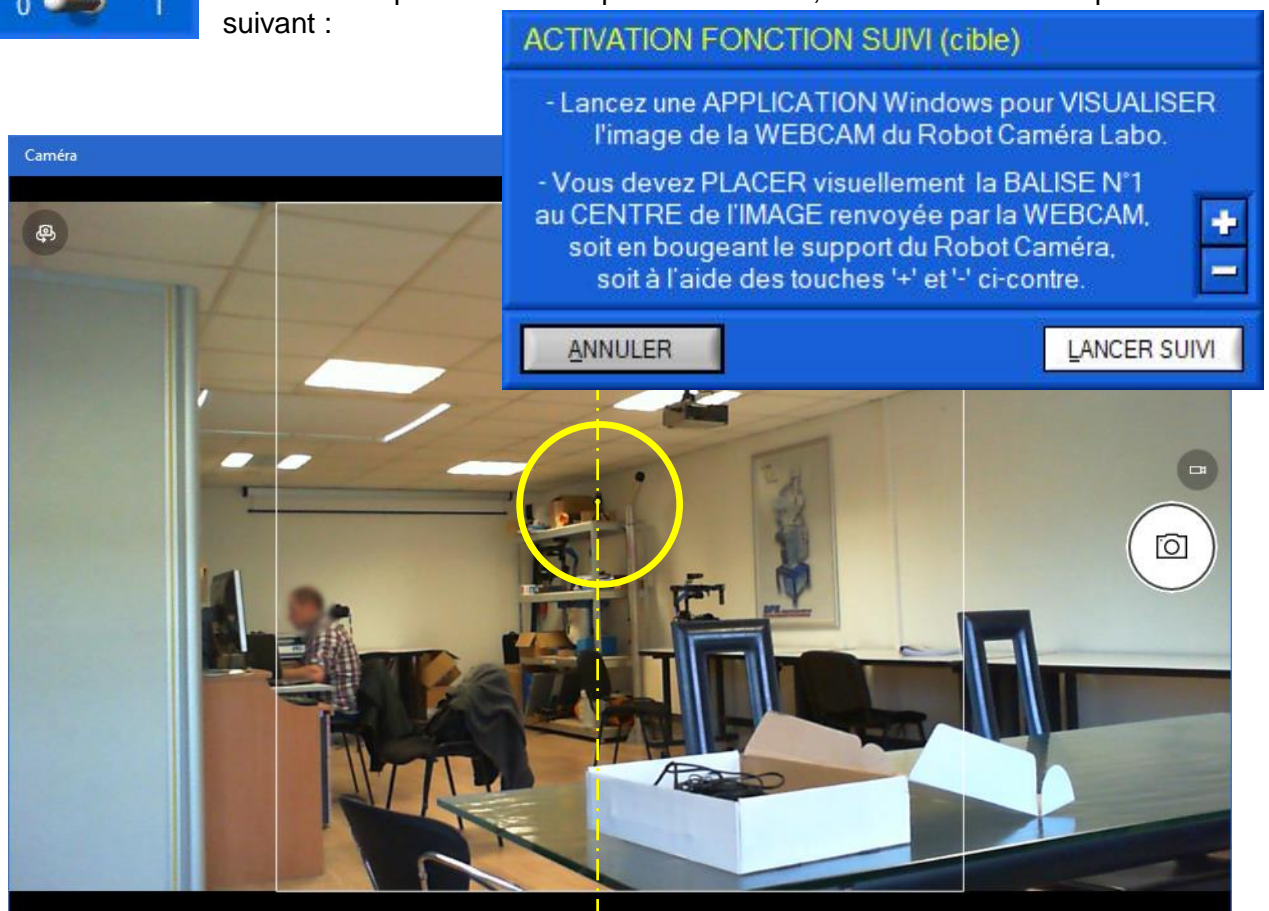 0 1
suivant :
ACTIVATION FONCTION SUIVI (cible)
- Lancez une APPLICATION Windows pour VISUALISER
l'image de la WEBCAM du Robot Caméra Labo.
- Vous devez PLACER visuellement la BALISE N°1
au CENTRE de l'IMAGE renvoyée par la WEBCAM,
soit en bougeant le support du Robot Caméra,
soit à l'aide des touches '+' et '-' ci-contre.
+
-
ANNULER
LANCER SUIVI
Caméra